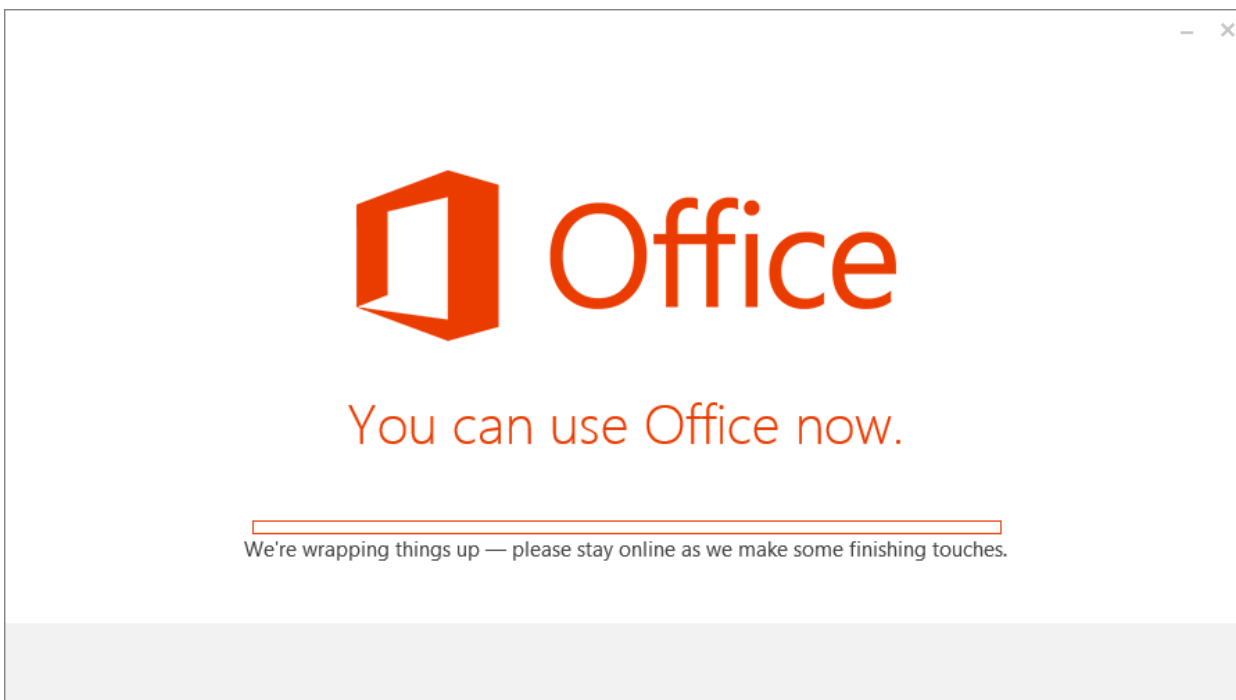 Office
You can use Office now.
We're wrapping things up — please stay online as we make some finishing touches.